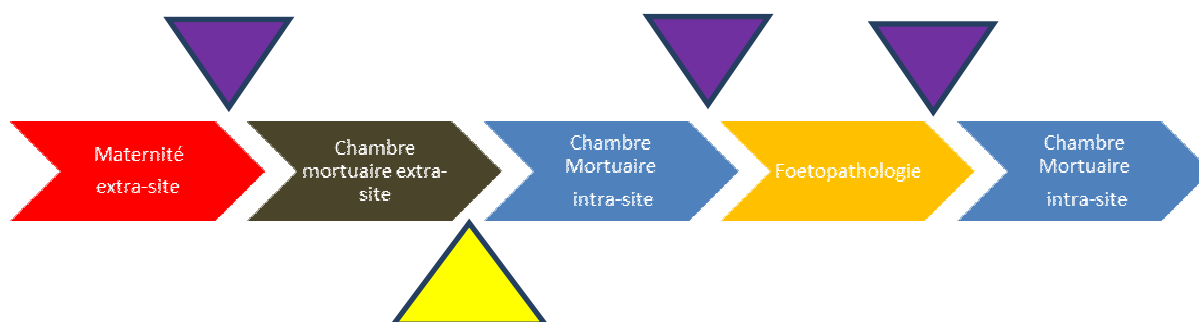 Maternité
extra-site
Chambre
mortuaire extra-
site
Chambre
Mortuaire
intra-site
Foetopathologie
Chambre
Mortuaire
intra-site